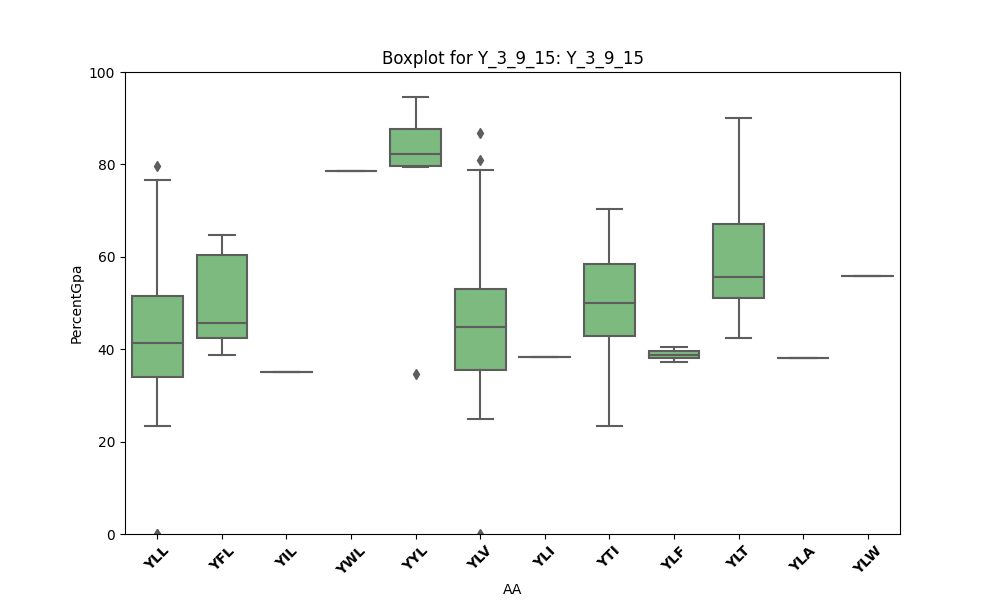 Boxplot for Y_3_9_15: Y_3_9_15
100
80
60
40
20
0
PercentGpa
YLL
YFL
YIL
YWL
YYL
YLV
YLI
YTI
YLF
YLT
YLA
YLW
AA